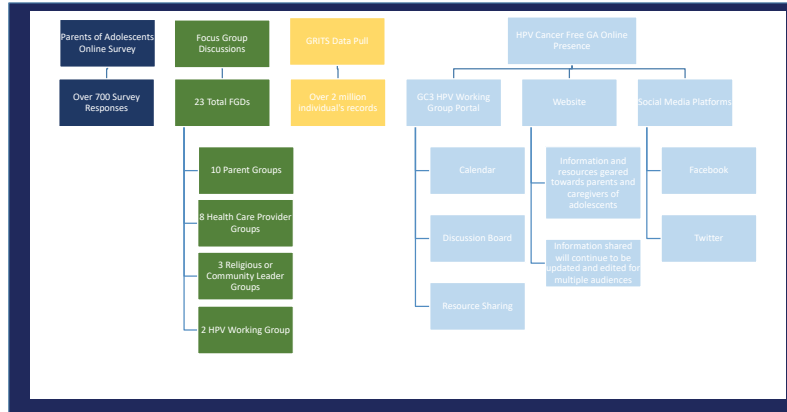 Parents of Adolescents
Online Survey
Over 700 Survey
Responses
Focus Group
Discussions
23 Total FGDs
10 Parent Groups
8 Health Care Provider
Groups
3 Religious or
Community Leader
Groups
2 HPV Working Group
GRITS Data Pull
Over 2 million
individual's records
HPV Cancer Free GA Online
Presence
GC3 HPV Working
Group Portal
Calendar
Discussion Board
Resource Sharing
Website
Information and
resources geared
towards parents and
caregivers of
adolescents
Information shared
will continue to be
updated and edited for
multiple audiences
Social Media Platforms
Facebook
Twitter